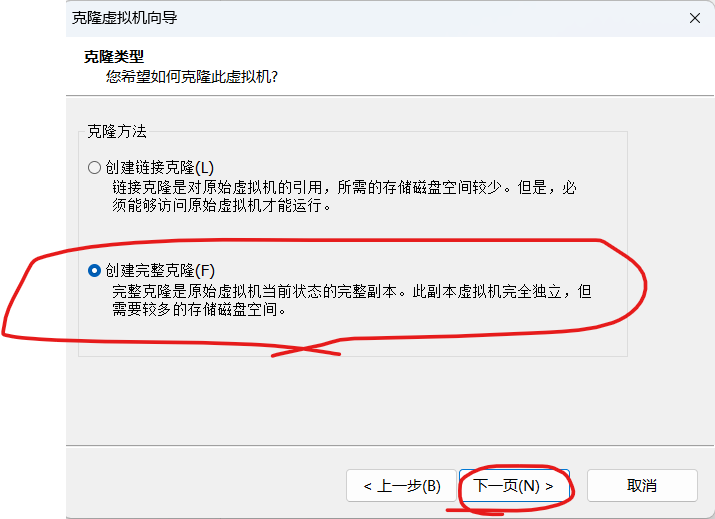 克隆虚拟机向导
克隆类型
您希望如何克隆此虚拟机?
克隆方法
创建链接克隆(L)
链接克隆是对原始虚拟机的引用，所需的存储磁盘空间较少。但是，必
须能够访问原始虚拟机才能运行。
创建完整克隆(F)
完整克隆是原始虚拟机当前状态的完整副本。此副本虚拟机完全独立，但
需要较多的存储磁盘空间。
< 上一步(B)
下一页(N) >
取消